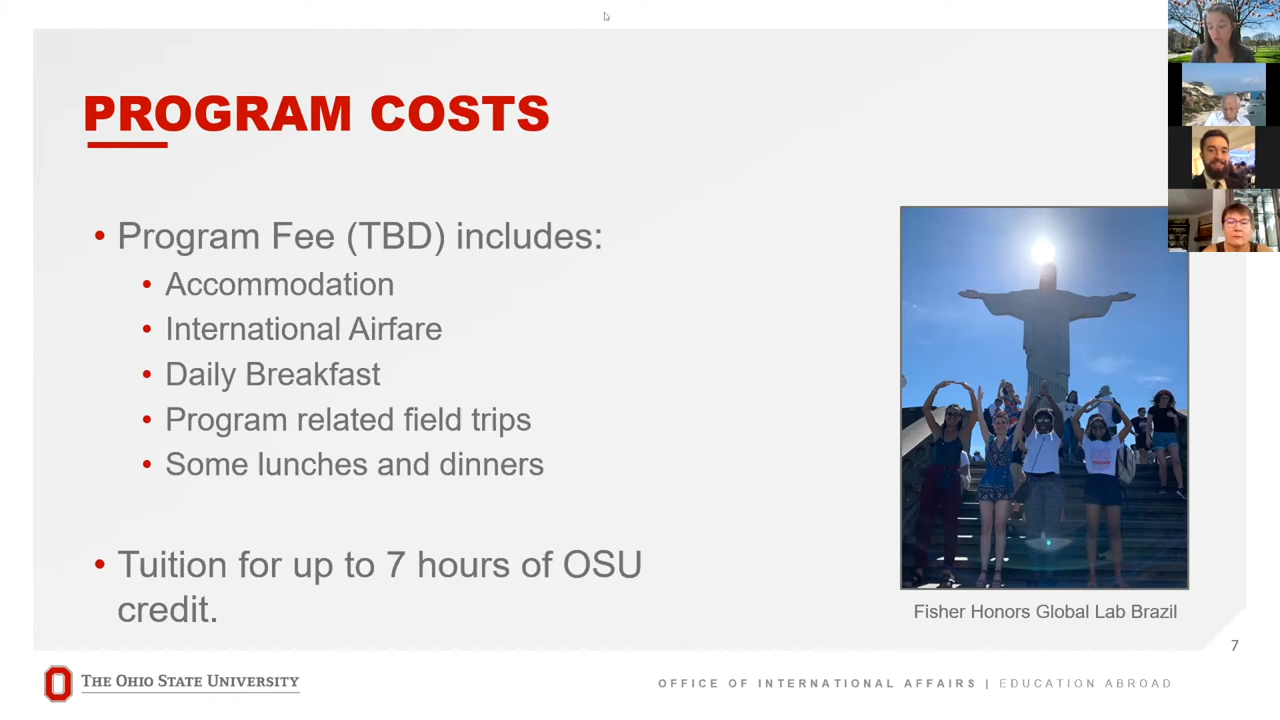 PROGRAM COSTS
• Program Fee (TBD) includes:
• Accommodation
• International Airfare
• Daily Breakfast
• Program related field trips
• Some lunches and dinners
• Tuition for up to 7 hours of OSU
credit.
Fisher Honors Global Lab Brazil
7
THE OHIO STATE UNIVERSITY
OFFICE OF INTERNATIONAL AFFAIRS | EDUCATION ABROAD